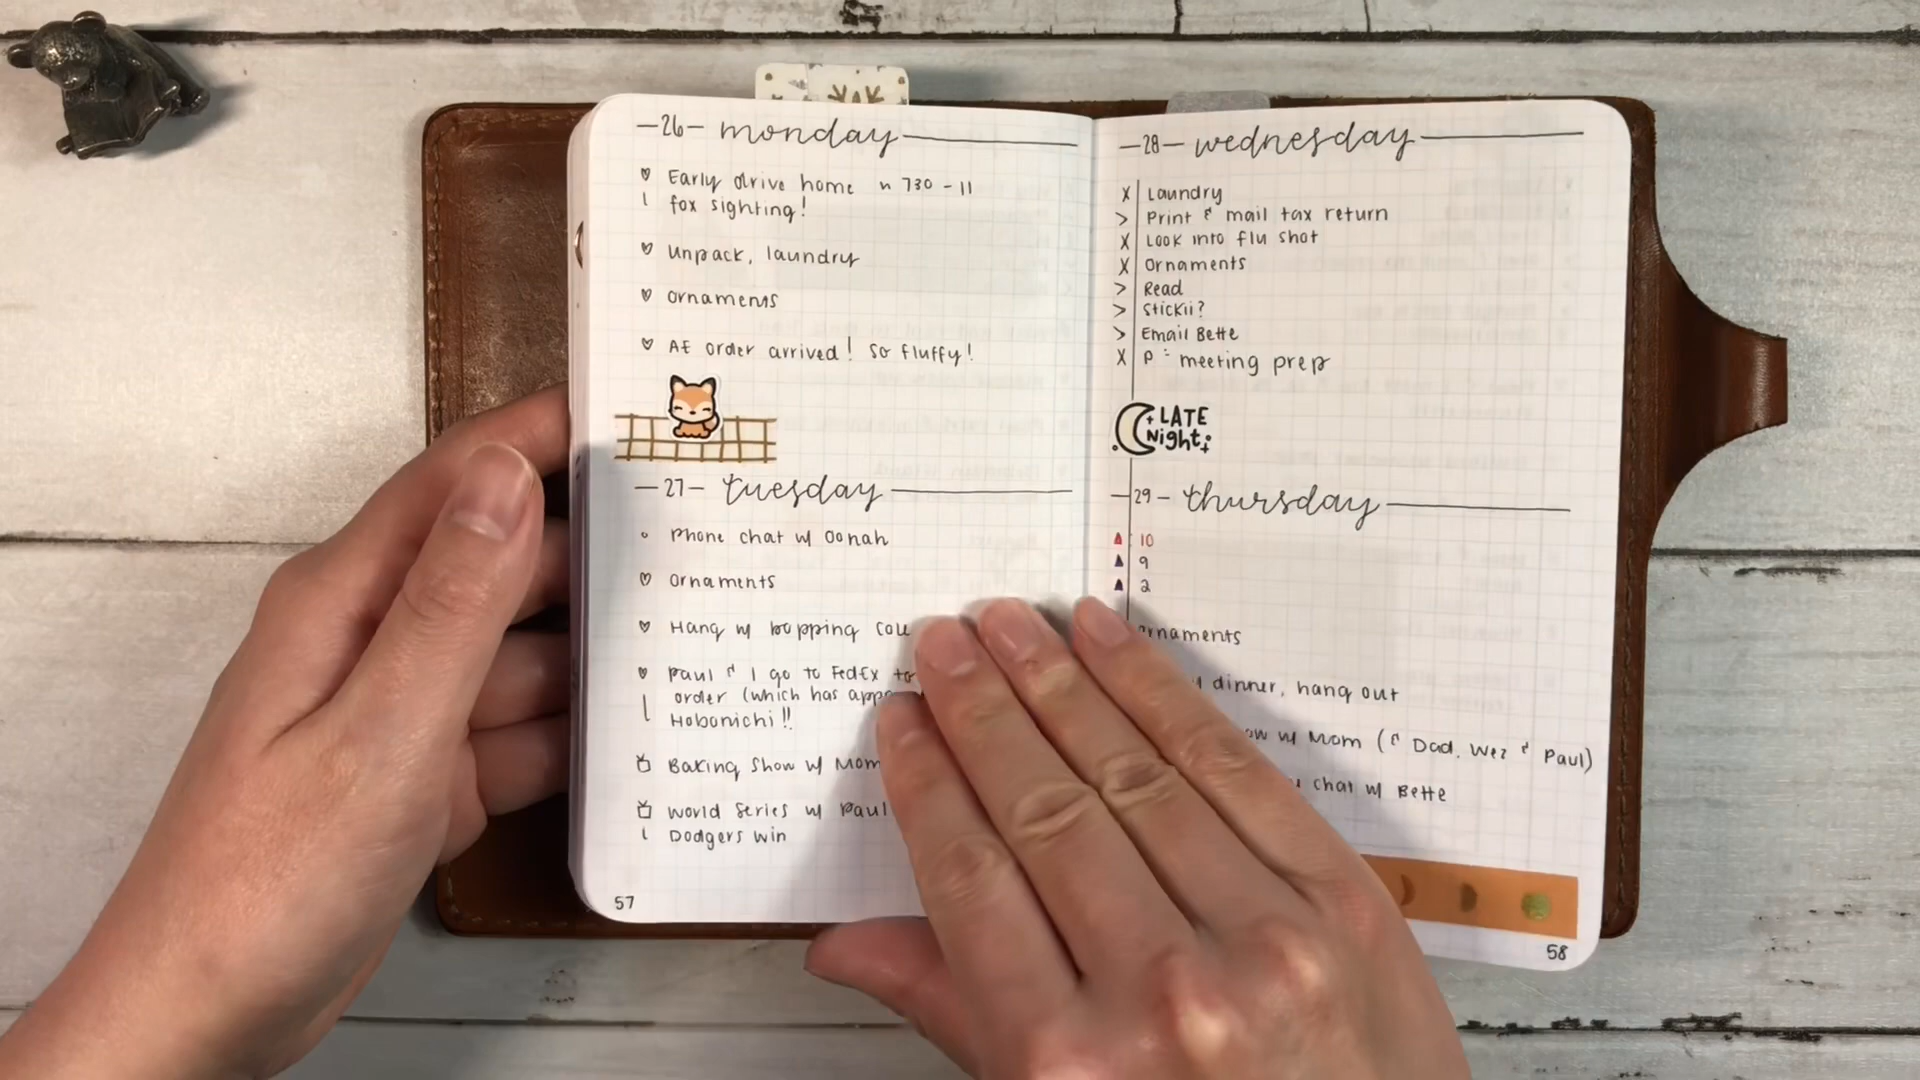 —26— monday
Early drive home ~ 730 - 11
fox sighting!
Unpack, laundry
ornaments
AE order arrived! So fluffy!
—27— tuesday
Phone chat w/ Oonah
ornaments
Hang w/ bopping
Paul & I go to FedEx to
order (which has
Hobonichi!!
Baking Show w/ Mom
World Series w/ Paul
Dodgers win
57
—28— wednesday
X Laundry
> Print & mail tax return
X Look into flu shot
X Ornaments
> Read
> Stickii?
> Email Bette
X P = meeting prep
LATE
Night
—29— thursday
10
9
2
ornaments
dinner, hang out
w/ Mom (& Dad, Wez & Paul)
chat w/ Bette
58